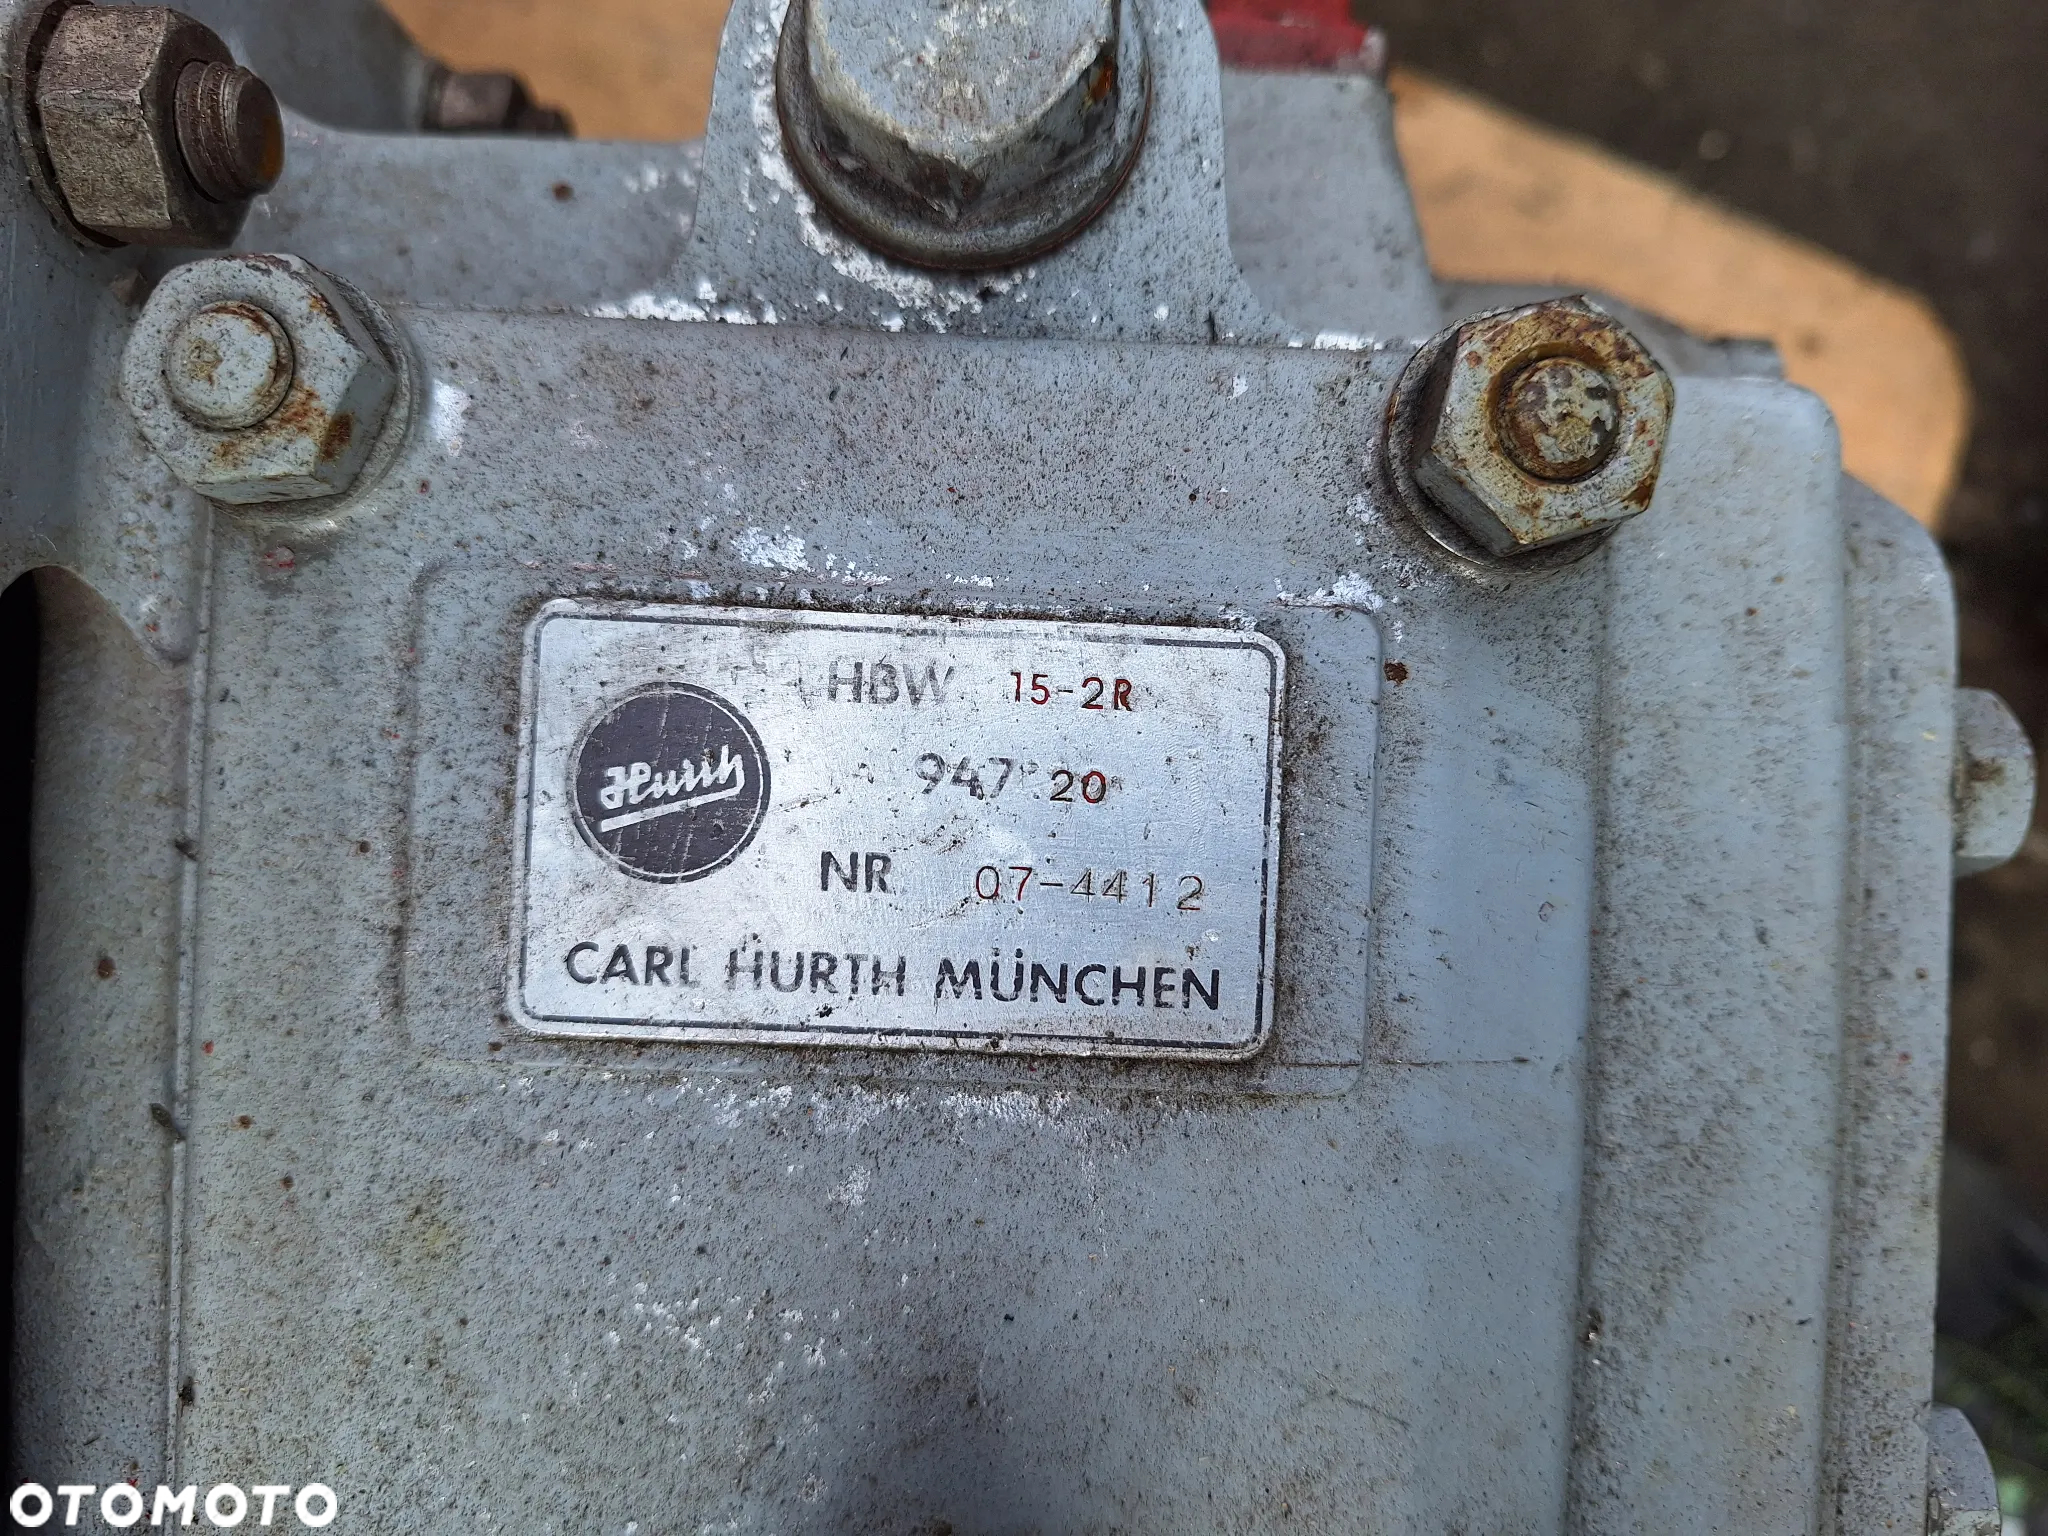 HBW 15-2R
Hurth
947 20
NR 07-4412
CARL HURTH MÜNCHEN
OTOMOTO